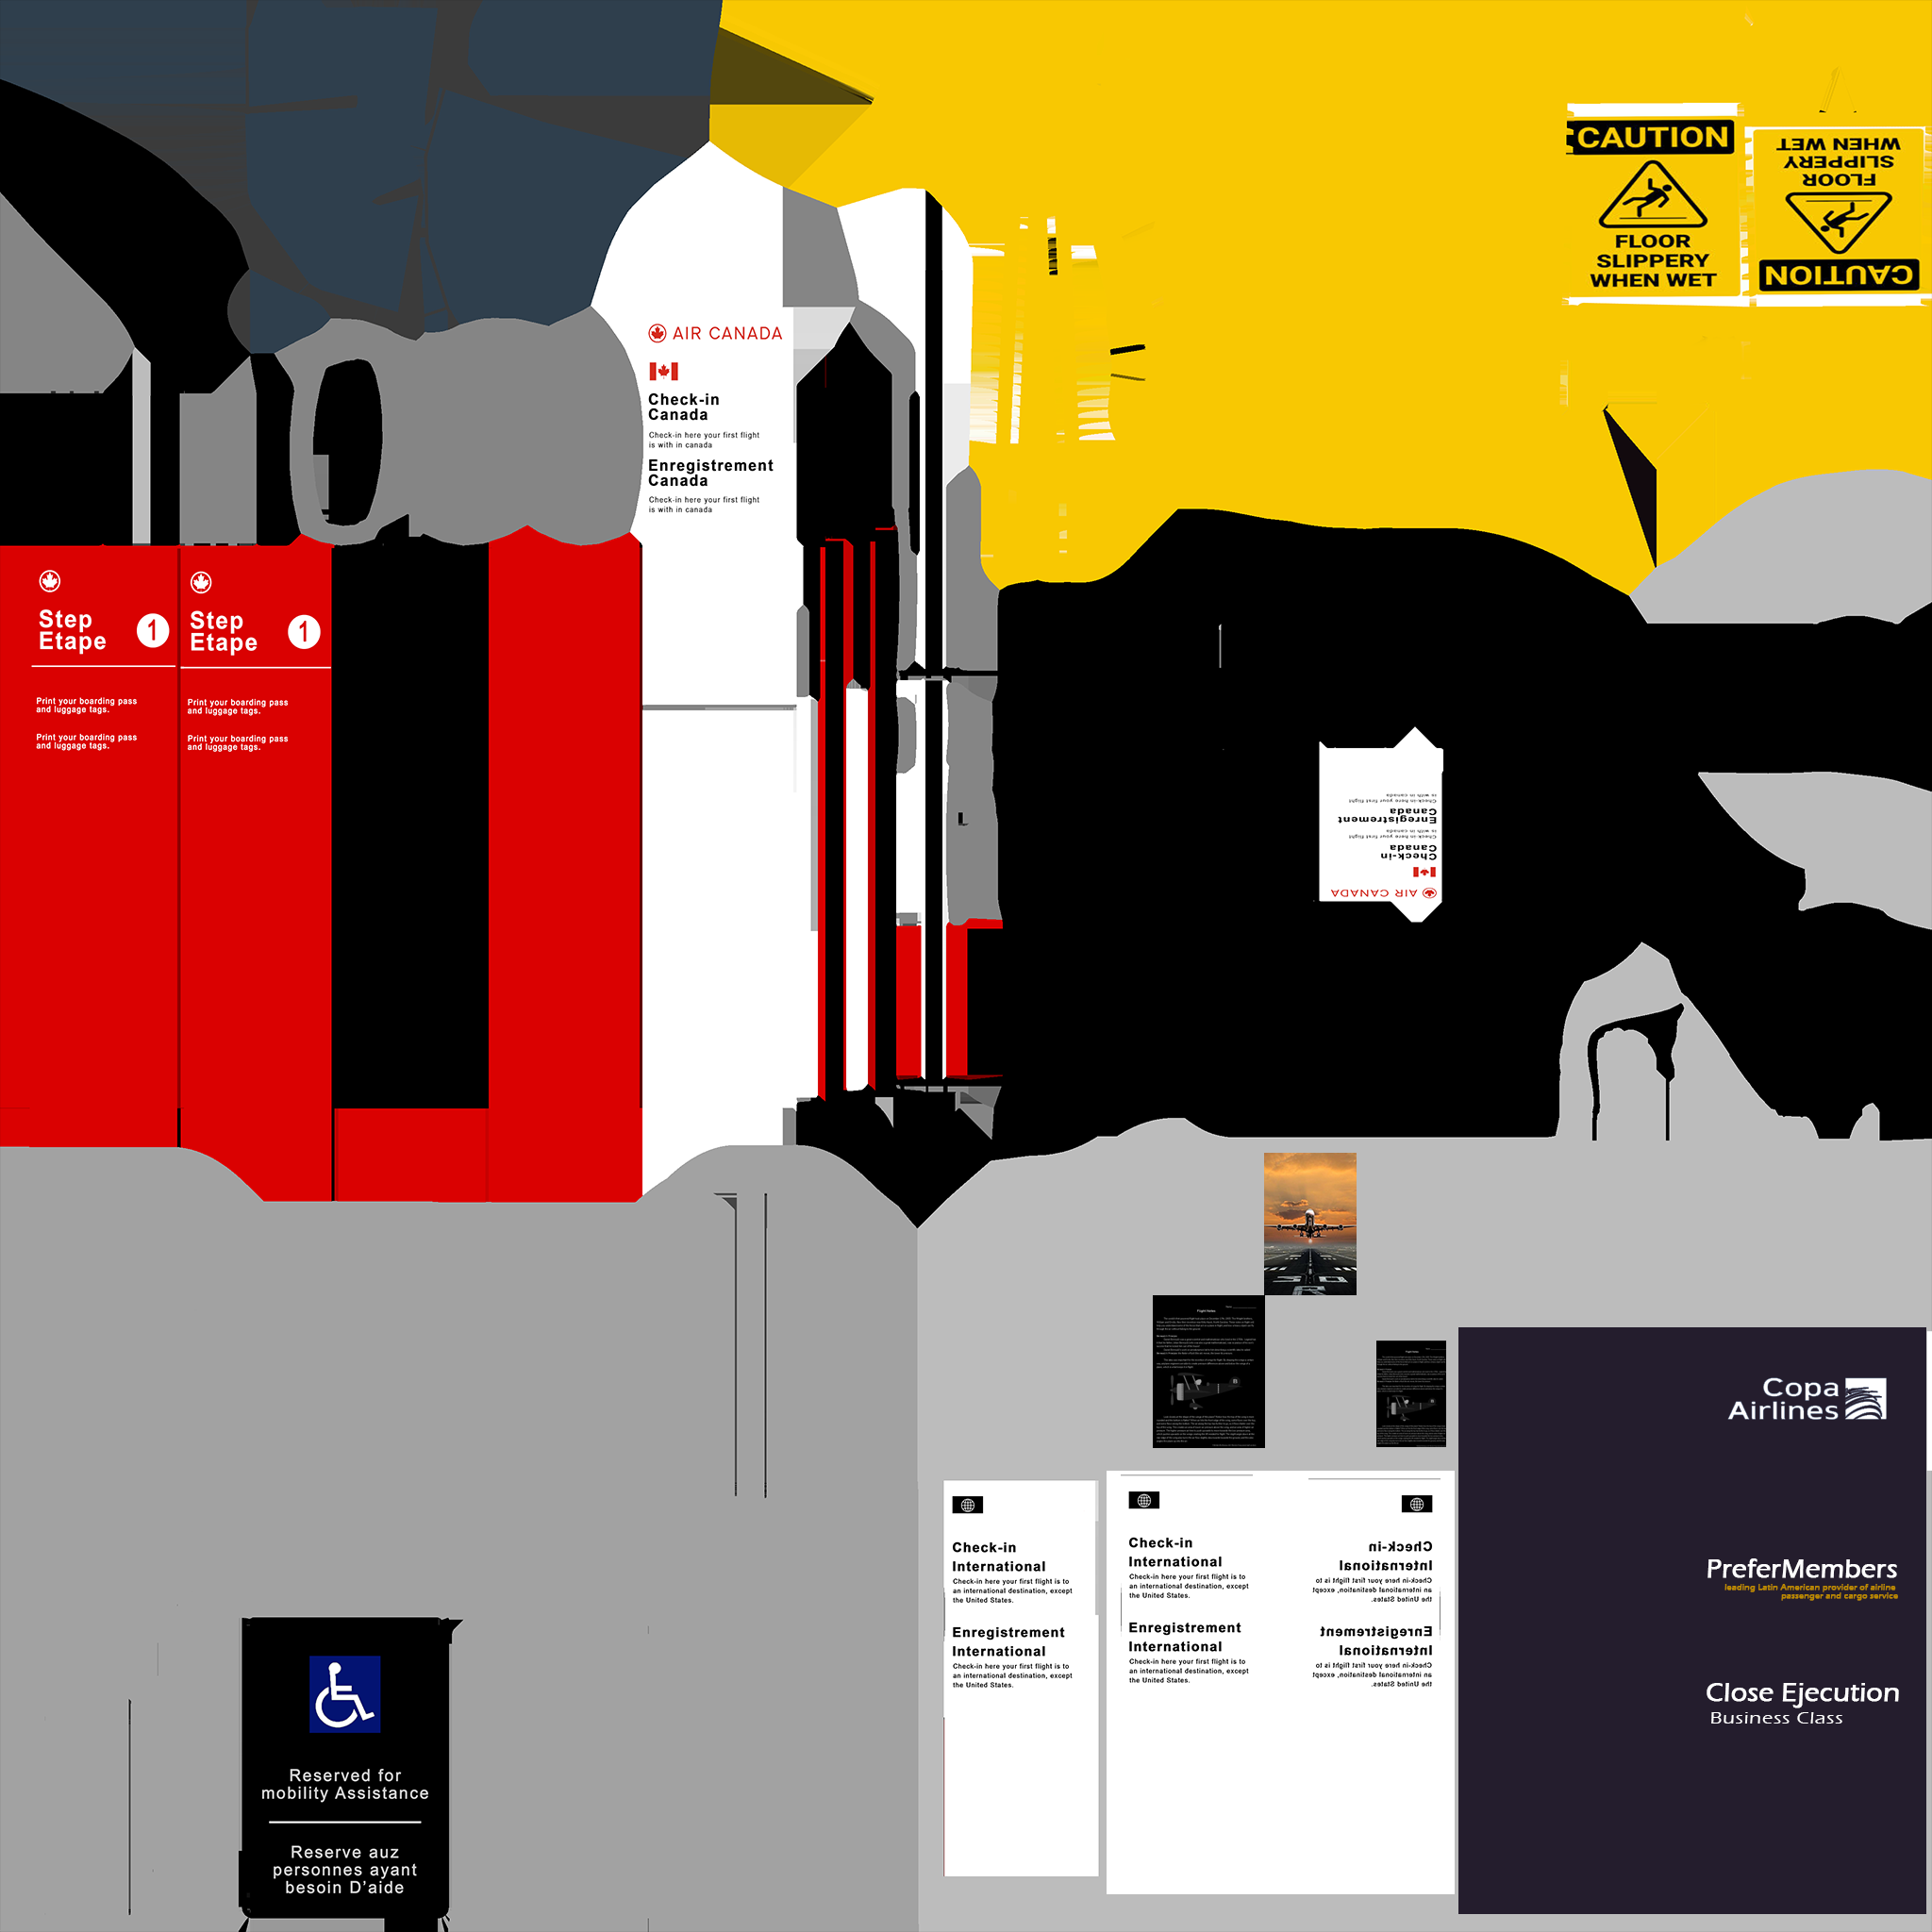 CAUTION
FLOOR
SLIPPERY
WHEN WET
CAUTION
FLOOR
SLIPPERY
WHEN WET
AIR CANADA
Check-in
Canada
Check-in here your first flight
is with in canada
Enregistrement
Canada
Check-in here your first flight
is with in canada
Step
Etape
1
Print your boarding pass
and luggage tags.
Print your boarding pass
and luggage tags.
Step
Etape
1
Print your boarding pass
and luggage tags.
Print your boarding pass
and luggage tags.
AIR CANADA
Check-in
Canada
Check-in here your first flight
is with in canada
Enregistrement
Canada
Check-in here your first flight
is with in canada
Flight Notes
Copa
Airlines
PreferMembers
leading Latin American provider of airline
passenger and cargo service
Close Ejecution
Business Class
Check-in
International
Check-in here your first flight is to
an international destination, except
the United States.
Enregistrement
International
Check-in here your first flight is to
an international destination, except
the United States.
Check-in
International
Check-in here your first flight is to
an international destination, except
the United States.
Enregistrement
International
Check-in here your first flight is to
an international destination, except
the United States.
Check-in
International
Check-in here your first flight is to
an international destination, except
the United States.
Enregistrement
International
Check-in here your first flight is to
an international destination, except
the United States.
Reserved for
mobility Assistance
Reserve auz
personnes ayant
besoin D'aide